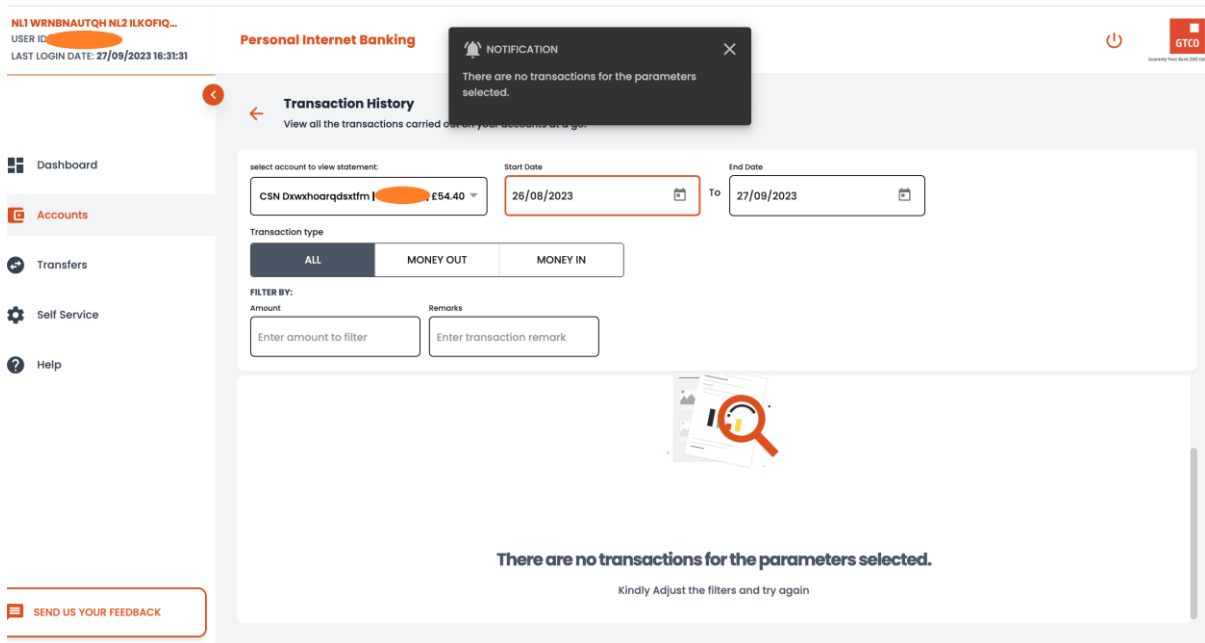 NL1 WRNBNAUTQH NL2 ILKOFIQ...
USER ID
LAST LOGIN DATE: 27/09/2023 16:31:31
Personal Internet Banking
NOTIFICATION
There are no transactions for the parameters
selected.
GTCO
Guaranty Trust Bank (UK) Ltd
Transaction History
View all the transactions carried out on your accounts at a go.
Dashboard
Accounts
Transfers
Self Service
Help
SEND US YOUR FEEDBACK
select account to view statement:
CSN Dxwxhoarqdsxtfm | £54.40
Start Date
26/08/2023
To
End Date
27/09/2023
Transaction type
ALL
MONEY OUT
MONEY IN
FILTER BY:
Amount
Enter amount to filter
Remarks
Enter transaction remark
There are no transactions for the parameters selected.
Kindly Adjust the filters and try again